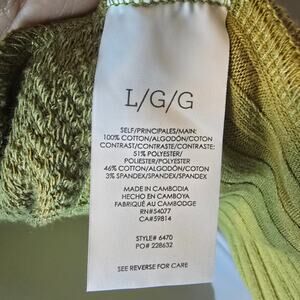 L/G/G
SELF/PRINCIPALES/MAIN:
100% COTTON/ALGODÓN/COTON
CONTRAST/CONTRASTE/CONTRASTE:
51% POLYESTER/
POLIESTER/POLYESTER
46% COTTON/ALGODÓN/COTON
3% SPANDEX/SPANDEX/SPANDEX
MADE IN CAMBODIA
HECHO EN CAMBOYA
FABRIQUÉ AU CAMBODGE
RN#54077
CA#59814
STYLE# 6470
PO# 228632
SEE REVERSE FOR CARE